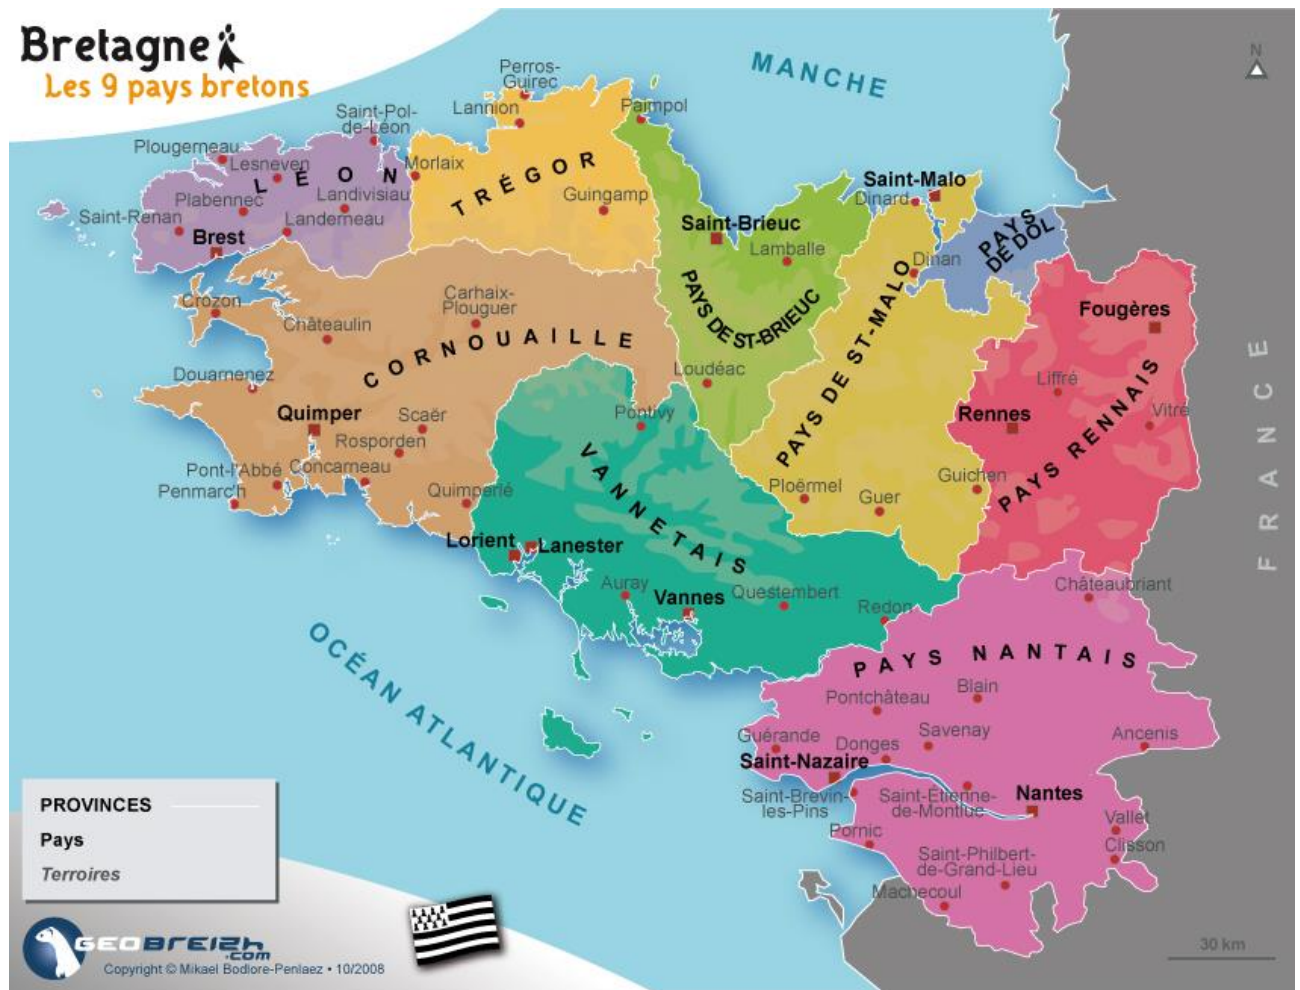 Bretagne
Les 9 pays bretons
MANCHE
N
Perros-
Guirec
Lannion
Paimpol
Saint-Pol-
de-Léon
Plougerneau
Lesneven
Morlaix
LÉON
TRÉGOR
Plabennec
Landivisiau
Guingamp
Saint-Renan
Landerneau
Brest
Saint-Malo
Dinard
Saint-Brieuc
Lamballe
PAYS
DE DOL
Dinan
Crozon
Carhaix-
Plouguer
Châteaulin
CORNOUAILLE
PAYS DE ST-BRIEUC
PAYS DE ST-MALO
Fougères
Douarnenez
Loudéac
Liffré
FRANCE
Quimper
Scaër
Pontivy
Rennes
Vitré
Rosporden
PAYS RENNAIS
Pont-l'Abbé
Concarneau
VANNETAIS
Penmarc'h
Quimperlé
Ploërmel
Guer
Guichen
Lorient
Lanester
Auray
Vannes
Questembert
Redon
Châteaubriant
OCÉAN ATLANTIQUE
PAYS NANTAIS
Pontchâteau
Blain
Guérande
Donges
Savenay
Ancenis
Saint-Nazaire
Saint-Brevin-
les-Pins
Saint-Étienne-
de-Montluc
Nantes
Pornic
Vallet
Clisson
Saint-Philbert-
de-Grand-Lieu
Machecoul
PROVINCES
Pays
Terroires
GEOBREIZH
.com
Copyright © Mikael Bodlore-Penlaez • 10/2008
30 km